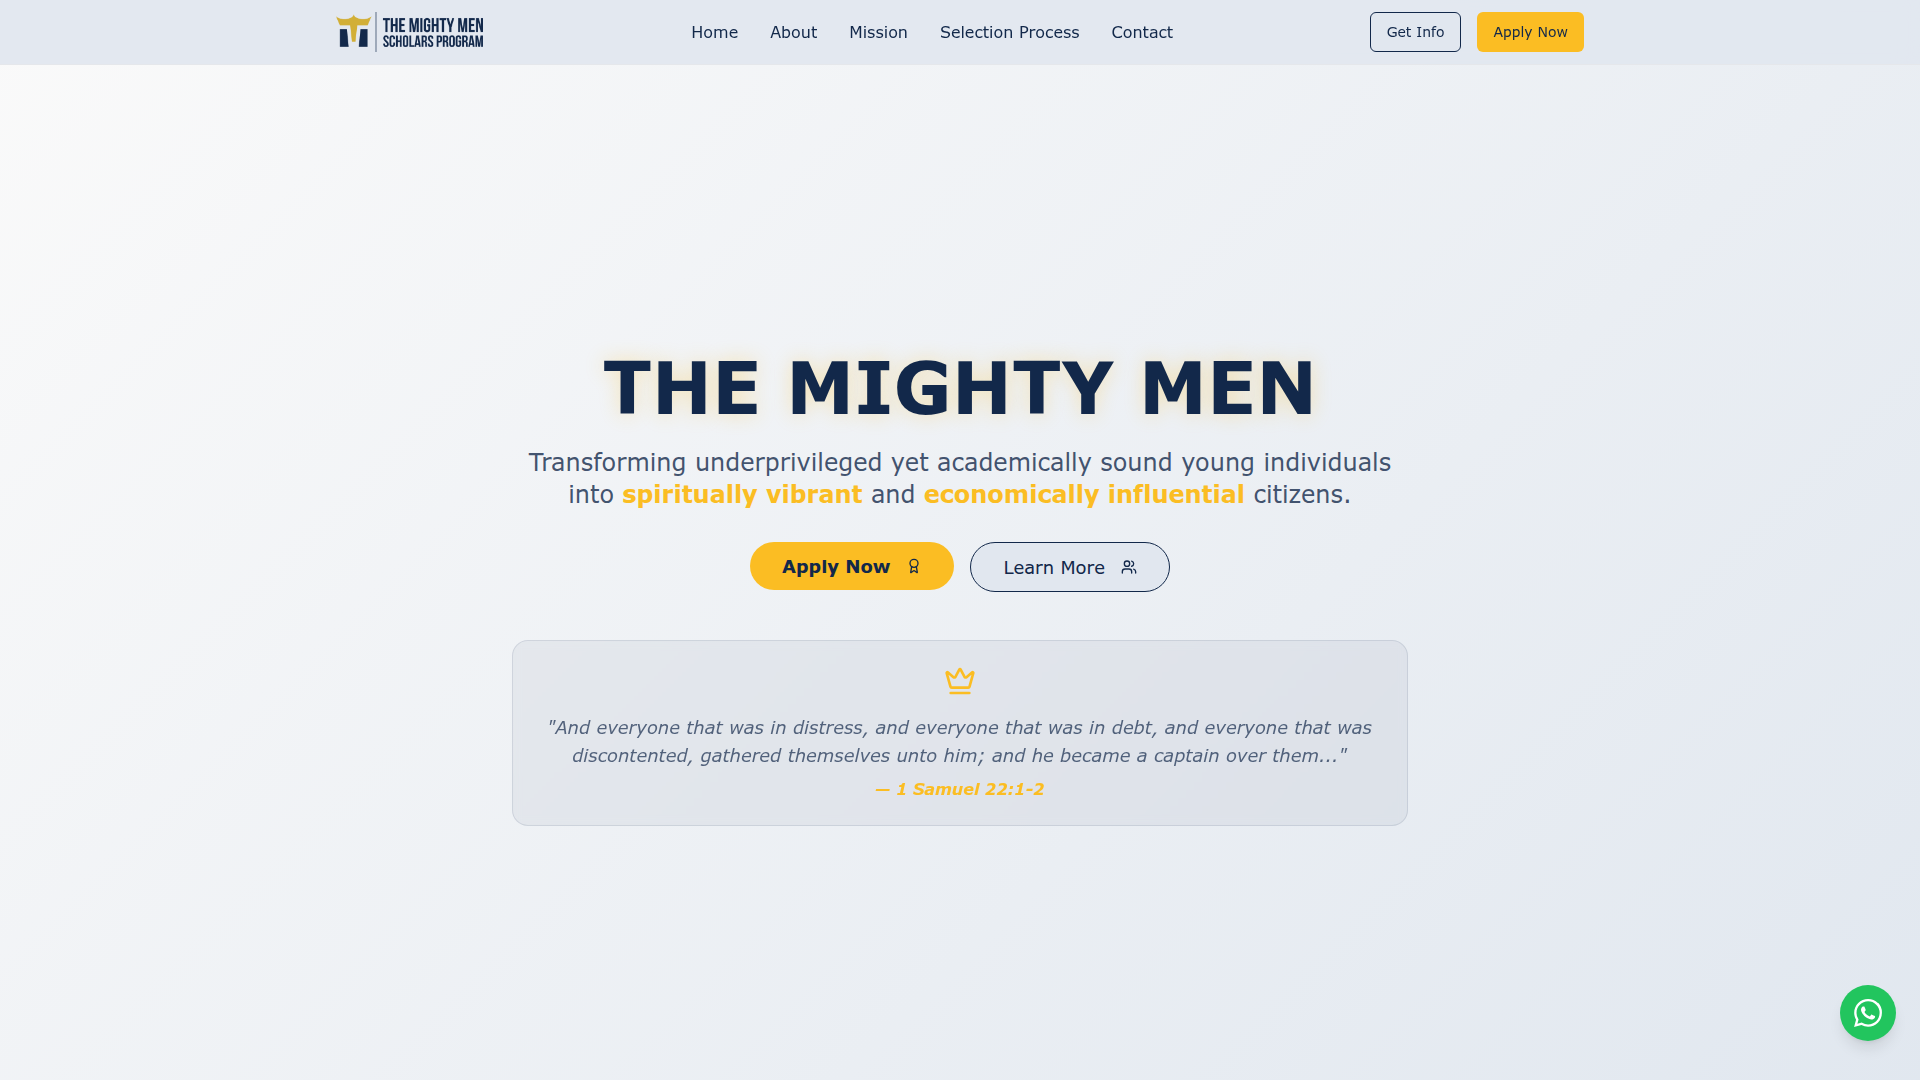 THE MIGHTY MEN
SCHOLARS PROGRAM
Home
About
Mission
Selection Process
Contact
Get Info
Apply Now
THE MIGHTY MEN
Transforming underprivileged yet academically sound young individuals
into spiritually vibrant and economically influential citizens.
Apply Now
Learn More
"And everyone that was in distress, and everyone that was in debt, and everyone that was
discontented, gathered themselves unto him; and he became a captain over them..."
— 1 Samuel 22:1-2